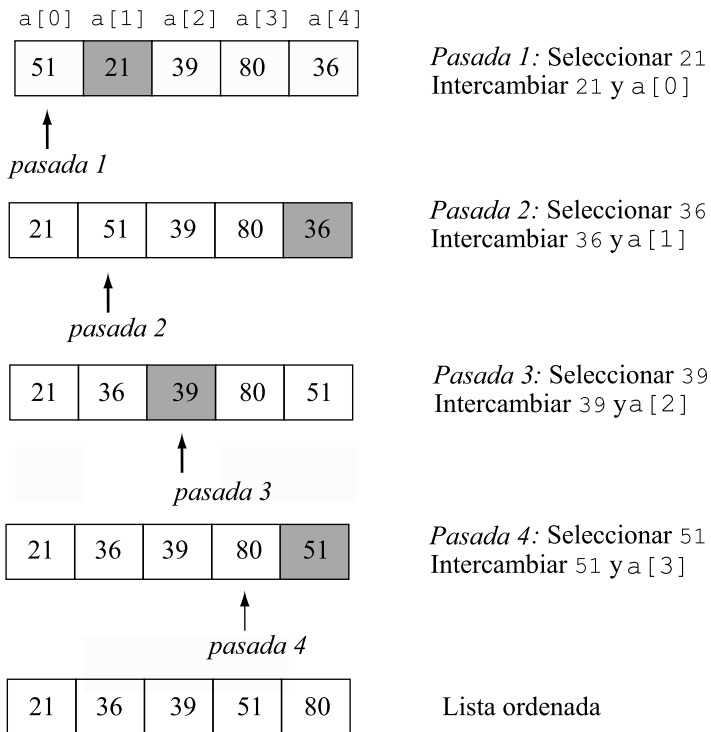 a[0] a[1] a[2] a[3] a[4]
51 21 39 80 36
Pasada 1: Seleccionar 21
Intercambiar 21 y a[0]
pasada 1
21 51 39 80 36
Pasada 2: Seleccionar 36
Intercambiar 36 y a[1]
pasada 2
21 36 39 80 51
Pasada 3: Seleccionar 39
Intercambiar 39 y a[2]
pasada 3
21 36 39 80 51
Pasada 4: Seleccionar 51
Intercambiar 51 y a[3]
pasada 4
21 36 39 51 80
Lista ordenada